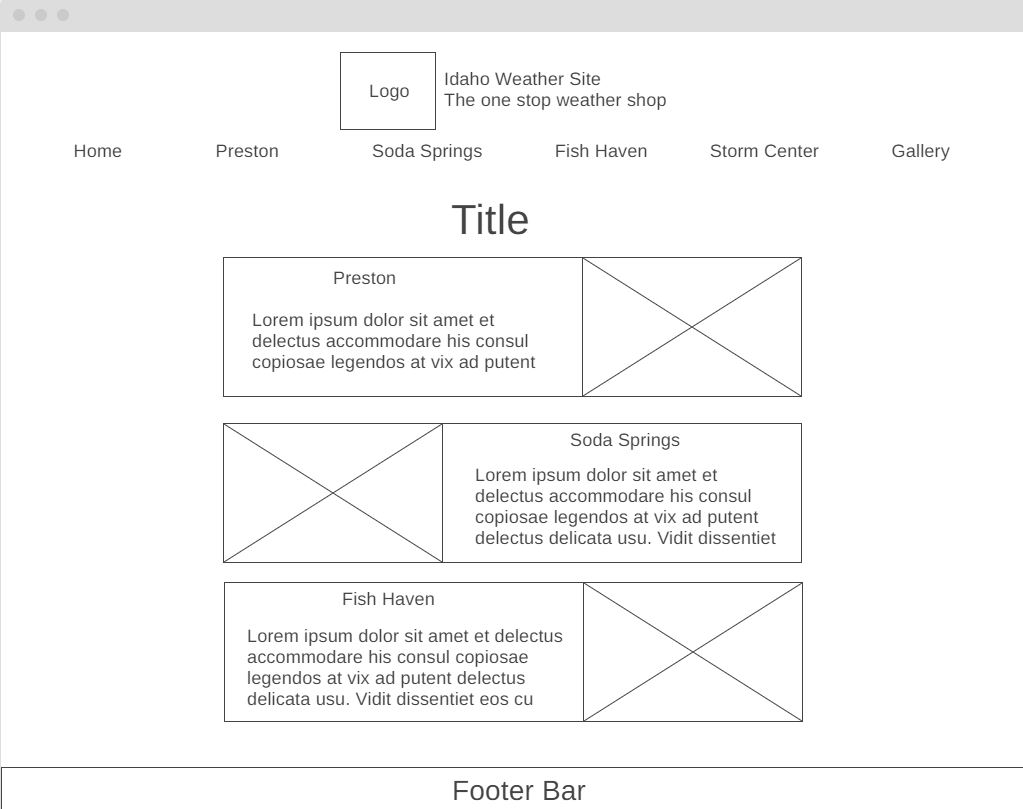 Logo
Idaho Weather Site
The one stop weather shop
Home Preston Soda Springs Fish Haven Storm Center Gallery
Title
Preston
Lorem ipsum dolor sit amet et
delectus accommodare his consul
copiosae legendos at vix ad putent
Soda Springs
Lorem ipsum dolor sit amet et
delectus accommodare his consul
copiosae legendos at vix ad putent
delectus delicata usu. Vidit dissentiet
Fish Haven
Lorem ipsum dolor sit amet et delectus
accommodare his consul copiosae
legendos at vix ad putent delectus
delicata usu. Vidit dissentiet eos cu
Footer Bar